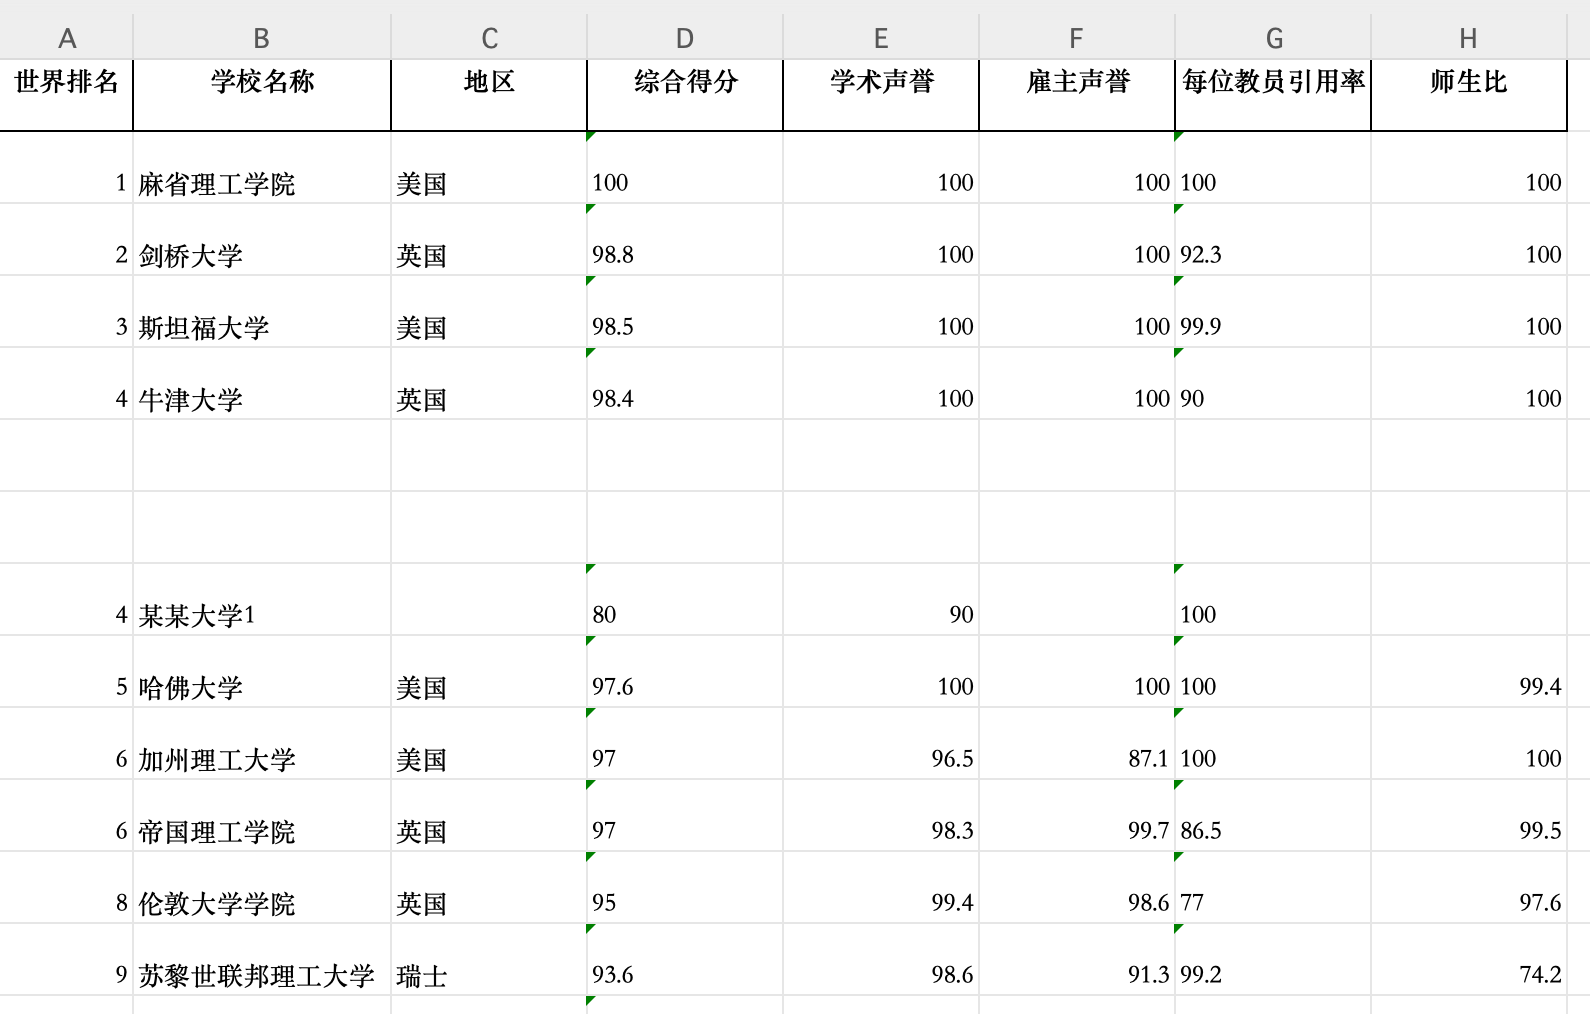 A B C D E F G H
世界排名 学校名称 地区 综合得分 学术声誉 雇主声誉 每位教员引用率 师生比
1 麻省理工学院 美国 100 100 100 100 100
2 剑桥大学 英国 98.8 100 100 92.3 100
3 斯坦福大学 美国 98.5 100 100 99.9 100
4 牛津大学 英国 98.4 100 100 90 100
4 某某大学1 80 90 100
5 哈佛大学 美国 97.6 100 100 100 99.4
6 加州理工大学 美国 97 96.5 87.1 100 100
6 帝国理工学院 英国 97 98.3 99.7 86.5 99.5
8 伦敦大学学院 英国 95 99.4 98.6 77 97.6
9 苏黎世联邦理工大学 瑞士 93.6 98.6 91.3 99.2 74.2